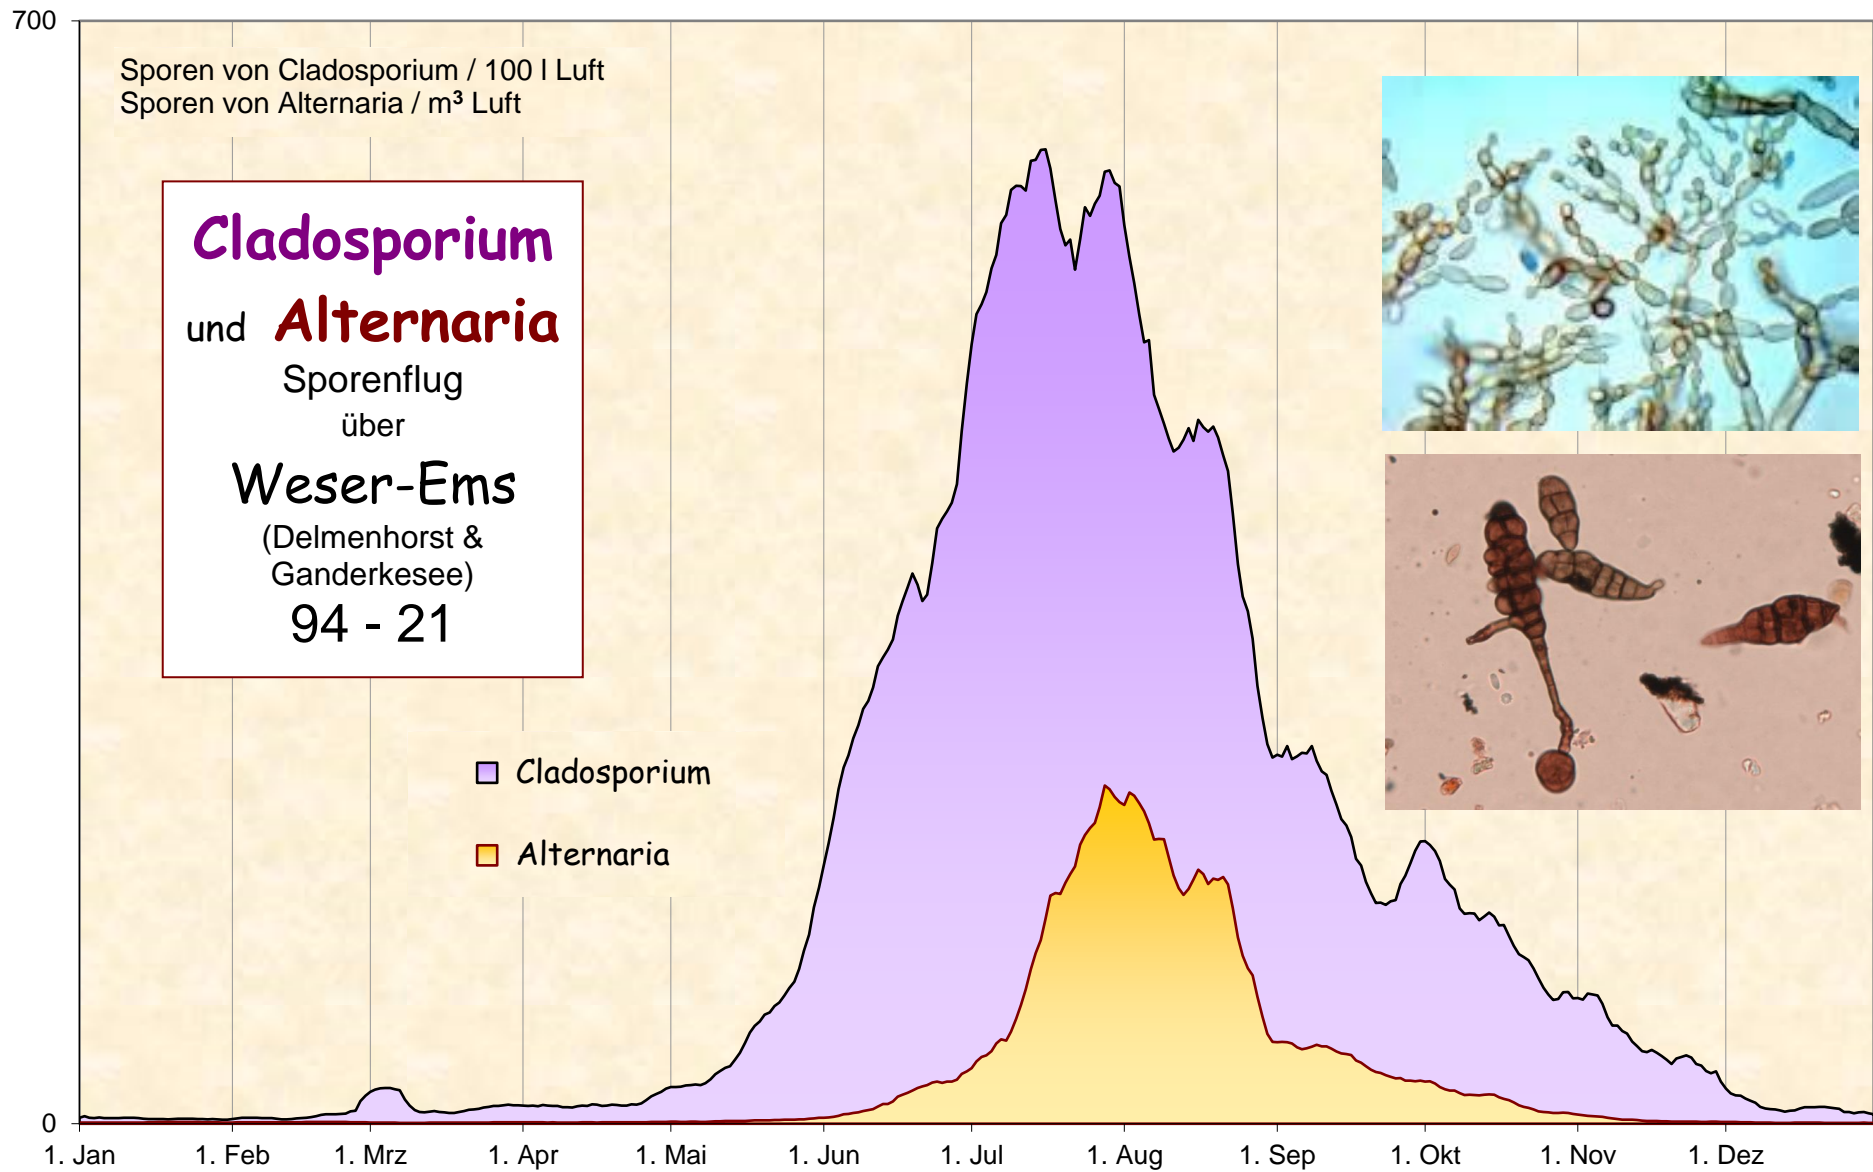 700
Sporen von Cladosporium / 100 l Luft
Sporen von Alternaria / m³ Luft
Cladosporium
und Alternaria
Sporenflug
über
Weser-Ems
(Delmenhorst &
Ganderkesee)
94 - 21
Cladosporium
Alternaria
0
1. Jan 1. Feb 1. Mrz 1. Apr 1. Mai 1. Jun 1. Jul 1. Aug 1. Sep 1. Okt 1. Nov 1. Dez